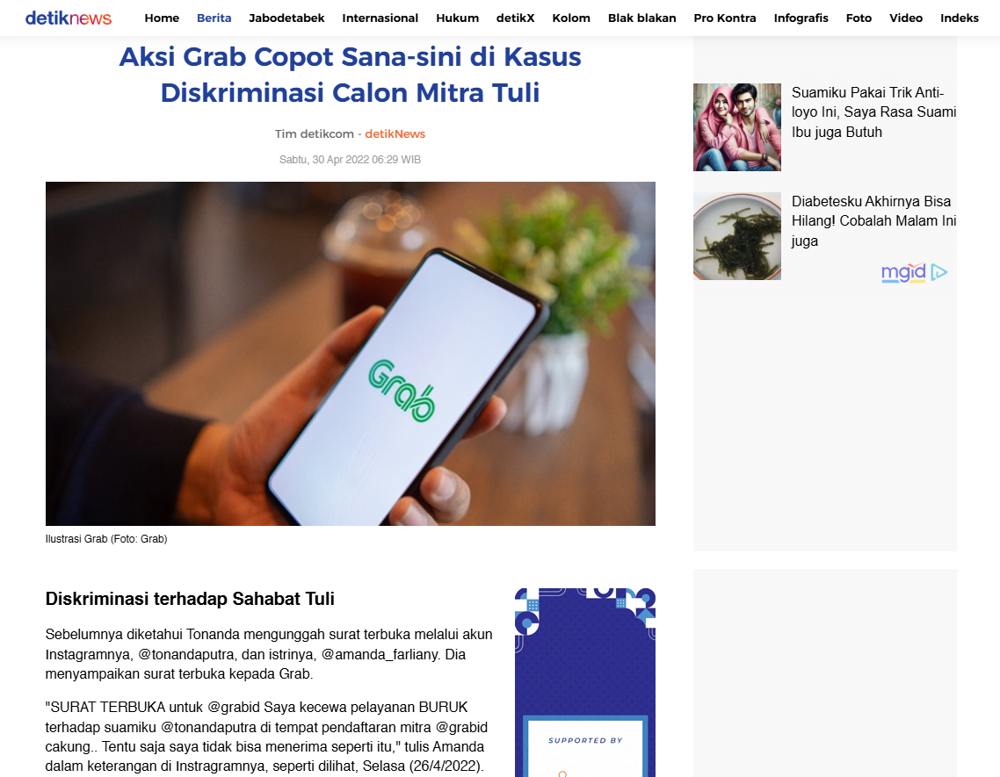 detiknews
Home Berita Jabodetabek Internasional Hukum detikX Kolom Blak blakan Pro Kontra Infografis Foto Video Indeks
Aksi Grab Copot Sana-sini di Kasus
Diskriminasi Calon Mitra Tuli
Tim detikcom - detikNews
Sabtu, 30 Apr 2022 06:29 WIB
Grab
Ilustrasi Grab (Foto: Grab)
Diskriminasi terhadap Sahabat Tuli
Sebelumnya diketahui Tonanda mengunggah surat terbuka melalui akun
Instagramnya, @tonandaputra, dan istrinya, @amanda_farliany. Dia
menyampaikan surat terbuka kepada Grab.
"SURAT TERBUKA untuk @grabid Saya kecewa pelayanan BURUK
terhadap suamiku @tonandaputra di tempat pendaftaran mitra @grabid
cakung.. Tentu saja saya tidak bisa menerima seperti itu," tulis Amanda
dalam keterangan di Instragramnya, seperti dilihat, Selasa (26/4/2022).
SUPPORTED BY
Suamiku Pakai Trik Anti-
loyo Ini, Saya Rasa Suami
Ibu juga Butuh
Diabetesku Akhirnya Bisa
Hilang! Cobalah Malam Ini
juga
mgid